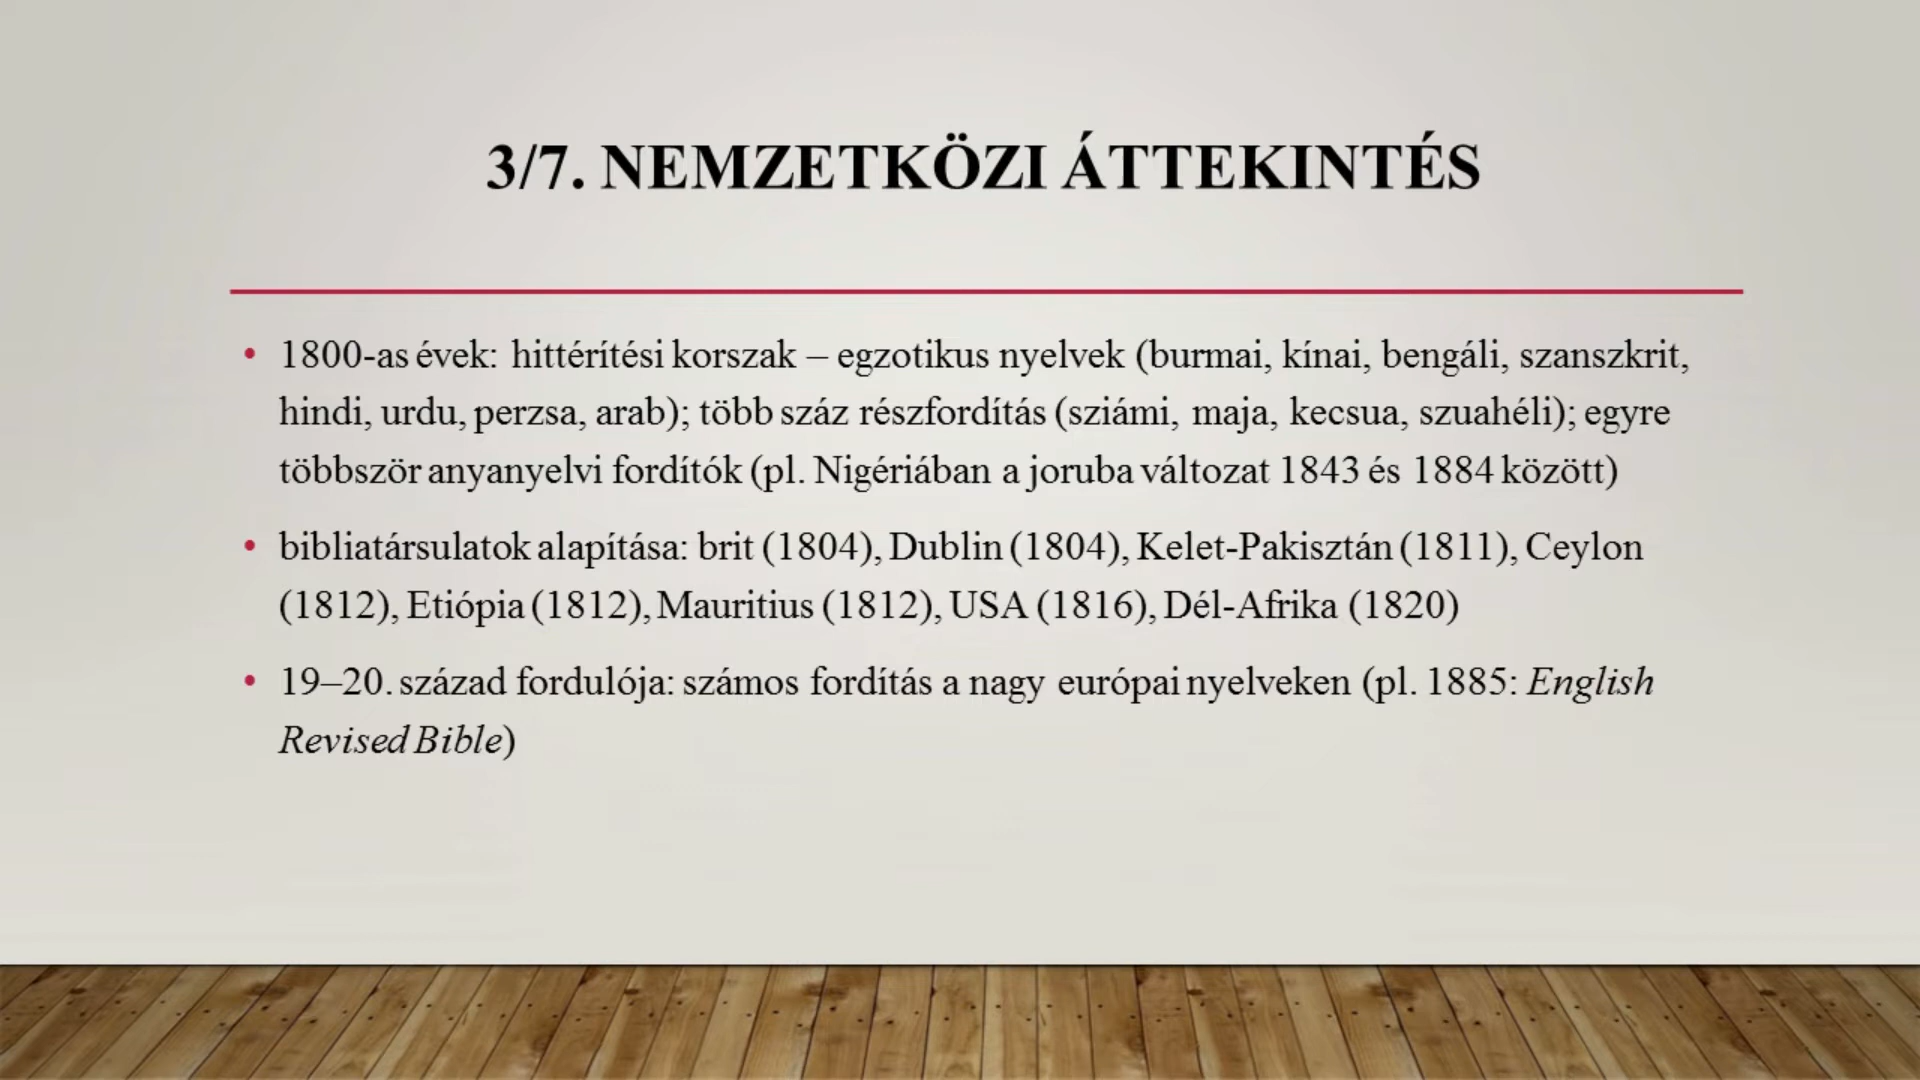 3/7. NEMZETKÖZI ÁTTEKINTÉS
• 1800-as évek: hittérítési korszak – egzotikus nyelvek (burmai, kínai, bengáli, szanszkrit,
hindi, urdu, perzsa, arab); több száz részfordítás (sziámi, maja, kecsua, szuahéli); egyre
többször anyanyelvi fordítók (pl. Nigériában a joruba változat 1843 és 1884 között)
• bibliatársulatok alapítása: brit (1804), Dublin (1804), Kelet-Pakisztán (1811), Ceylon
(1812), Etiópia (1812), Mauritius (1812), USA (1816), Dél-Afrika (1820)
• 19–20. század fordulója: számos fordítás a nagy európai nyelveken (pl. 1885: English
Revised Bible)